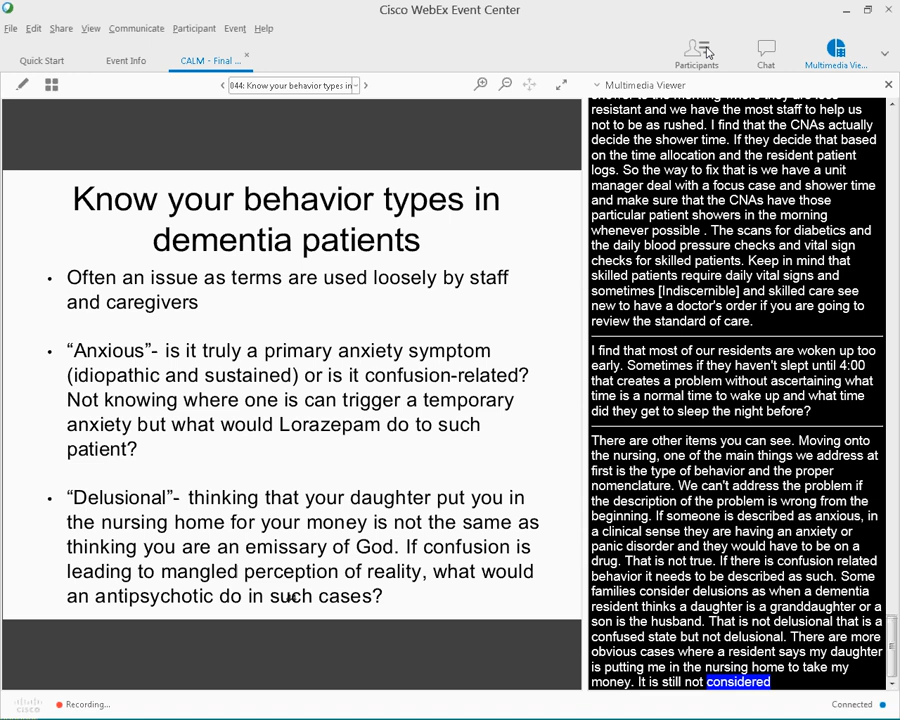 Cisco WebEx Event Center
File Edit Share View Communicate Participant Event Help
Quick Start Event Info CALM - Final ... Participants Chat Multimedia Vie...
044: Know your behavior types in
Multimedia Viewer
Know your behavior types in
dementia patients
• Often an issue as terms are used loosely by staff
and caregivers
• “Anxious”- is it truly a primary anxiety symptom
(idiopathic and sustained) or is it confusion-related?
Not knowing where one is can trigger a temporary
anxiety but what would Lorazepam do to such
patient?
• “Delusional”- thinking that your daughter put you in
the nursing home for your money is not the same as
thinking you are an emissary of God. If confusion is
leading to mangled perception of reality, what would
an antipsychotic do in such cases?
resistant and we have the most staff to help us
not to be as rushed. I find that the CNAs actually
decide the shower time. If they decide that based
on the time allocation and the resident patient
logs. So the way to fix that is we have a unit
manager deal with a focus case and shower time
and make sure that the CNAs have those
particular patient showers in the morning
whenever possible . The scans for diabetics and
the daily blood pressure checks and vital sign
checks for skilled patients. Keep in mind that
skilled patients require daily vital signs and
sometimes [Indiscernible] and skilled care see
new to have a doctor's order if you are going to
review the standard of care.
I find that most of our residents are woken up too
early. Sometimes if they haven't slept until 4:00
that creates a problem without ascertaining what
time is a normal time to wake up and what time
did they get to sleep the night before?
There are other items you can see. Moving onto
the nursing, one of the main things we address at
first is the type of behavior and the proper
nomenclature. We can't address the problem if
the description of the problem is wrong from the
beginning. If someone is described as anxious, in
a clinical sense they are having an anxiety or
panic disorder and they would have to be on a
drug. That is not true. If there is confusion related
behavior it needs to be described as such. Some
families consider delusions as when a dementia
resident thinks a daughter is a granddaughter or a
son is the husband. That is not delusional that is a
confused state but not delusional. There are more
obvious cases where a resident says my daughter
is putting me in the nursing home to take my
money. It is still not considered
cisco Recording... Connected